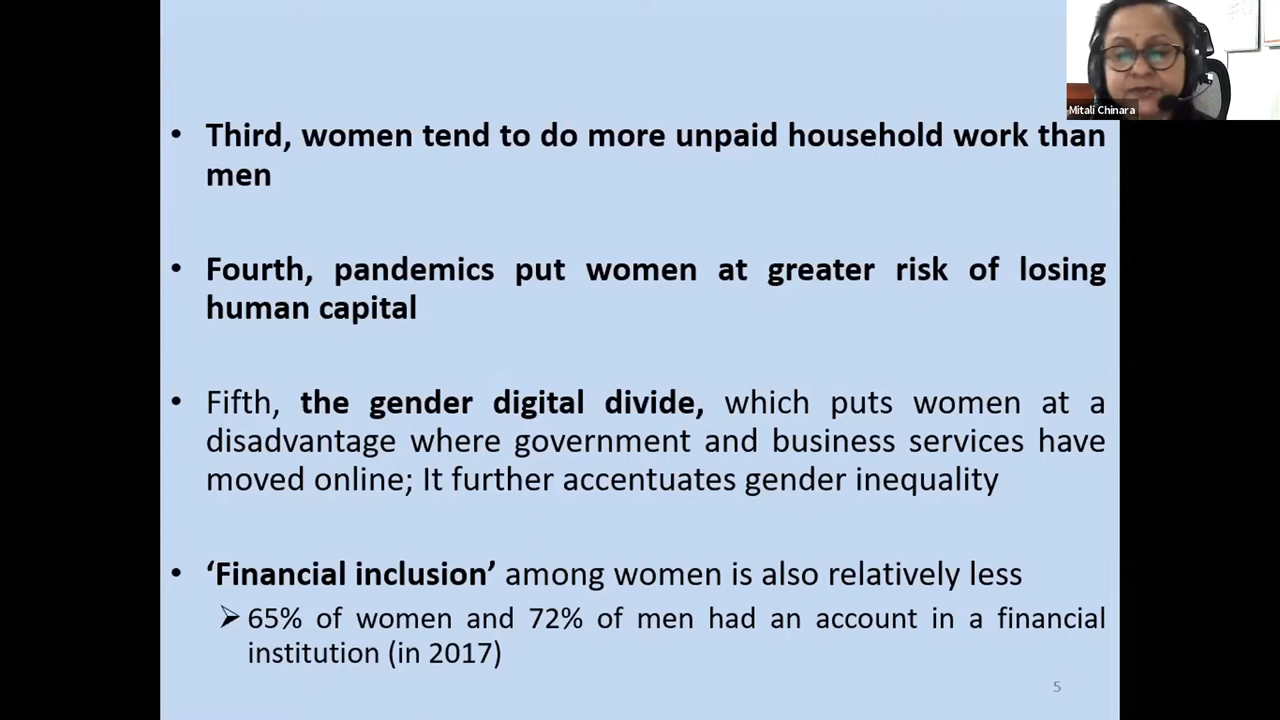 Mitali Chinara
• Third, women tend to do more unpaid household work than
men
• Fourth, pandemics put women at greater risk of losing
human capital
• Fifth, the gender digital divide, which puts women at a
disadvantage where government and business services have
moved online; It further accentuates gender inequality
• ‘Financial inclusion’ among women is also relatively less
➢ 65% of women and 72% of men had an account in a financial
institution (in 2017)
5